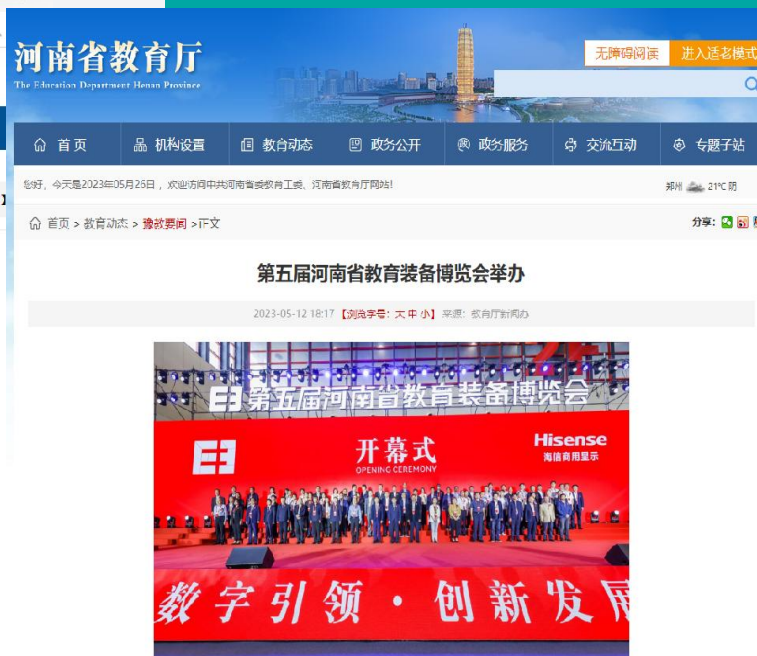 河南省教育厅
The Education Department Henan Province
无障碍阅读 进入适老模式
首页 机构设置 教育动态 政务公开 政务服务 交流互动 专题子站
您好，今天是2023年05月26日，欢迎访问中共河南省委教育工委、河南省教育厅网站！ 郑州 21℃ 阴
首页 > 教育动态 > 豫教要闻 >正文 分享：
第五届河南省教育装备博览会举办
2023-05-12 18:17 【浏览字号：大 中 小】 来源：教育厅新闻办
第五届河南省教育装备博览会
开幕式
OPENING CEREMONY
Hisense
海信商用显示
数字引领·创新发展